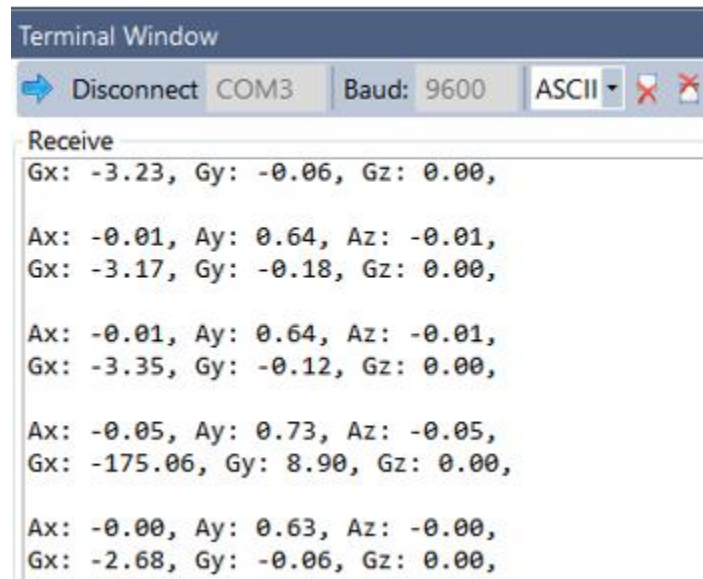 Terminal Window
Disconnect COM3 Baud: 9600 ASCII
Receive
Gx: -3.23, Gy: -0.06, Gz: 0.00,
Ax: -0.01, Ay: 0.64, Az: -0.01,
Gx: -3.17, Gy: -0.18, Gz: 0.00,
Ax: -0.01, Ay: 0.64, Az: -0.01,
Gx: -3.35, Gy: -0.12, Gz: 0.00,
Ax: -0.05, Ay: 0.73, Az: -0.05,
Gx: -175.06, Gy: 8.90, Gz: 0.00,
Ax: -0.00, Ay: 0.63, Az: -0.00,
Gx: -2.68, Gy: -0.06, Gz: 0.00,